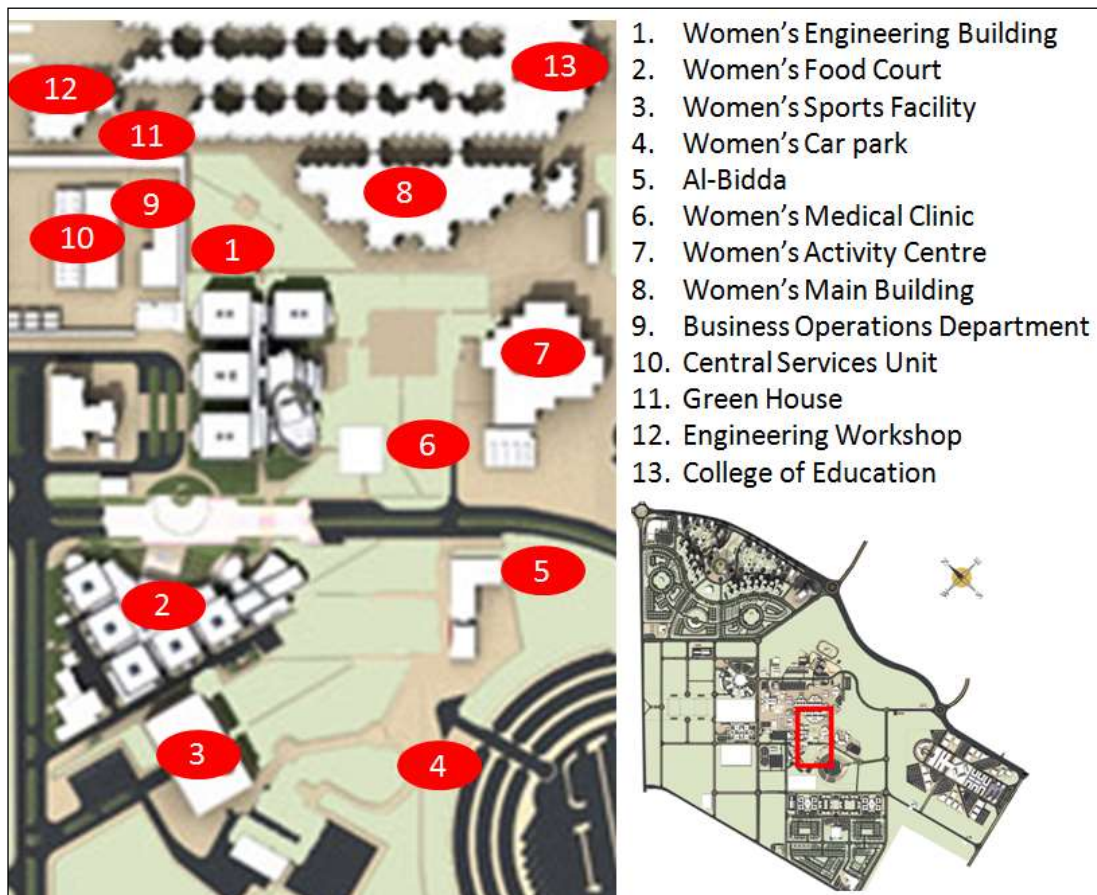 12
13
11
8
9
10
1
7
6
5
2
3
4
1. Women's Engineering Building
2. Women's Food Court
3. Women's Sports Facility
4. Women's Car park
5. Al-Bidda
6. Women's Medical Clinic
7. Women's Activity Centre
8. Women's Main Building
9. Business Operations Department
10. Central Services Unit
11. Green House
12. Engineering Workshop
13. College of Education